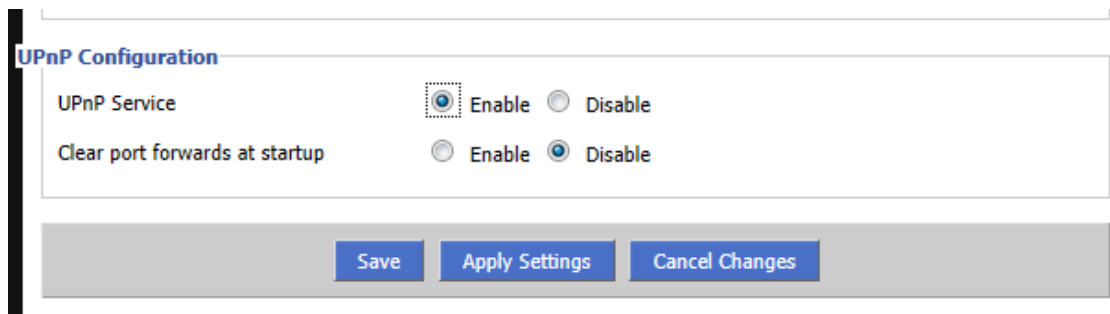 UPnP Configuration
UPnP Service Enable Disable
Clear port forwards at startup Enable Disable
Save Apply Settings Cancel Changes